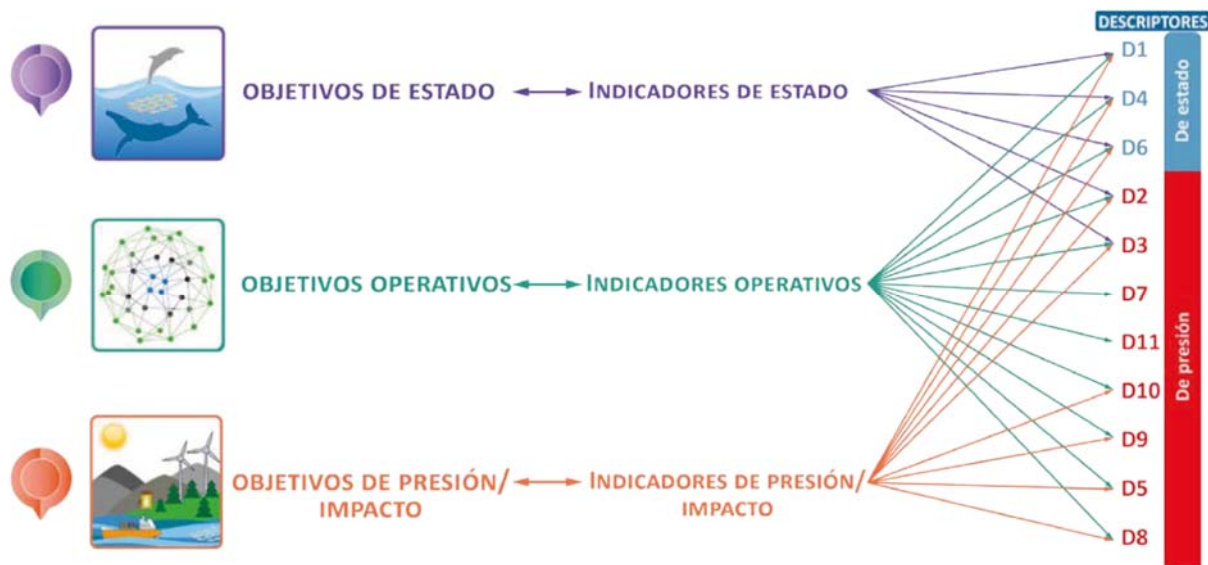 DESCRIPTORES
D1
D4
D6
D2
D3
D7
D11
D10
D9
D5
D8
De estado
De presión
OBJETIVOS DE ESTADO
INDICADORES DE ESTADO
OBJETIVOS OPERATIVOS
INDICADORES OPERATIVOS
OBJETIVOS DE PRESIÓN/
IMPACTO
INDICADORES DE PRESIÓN/
IMPACTO